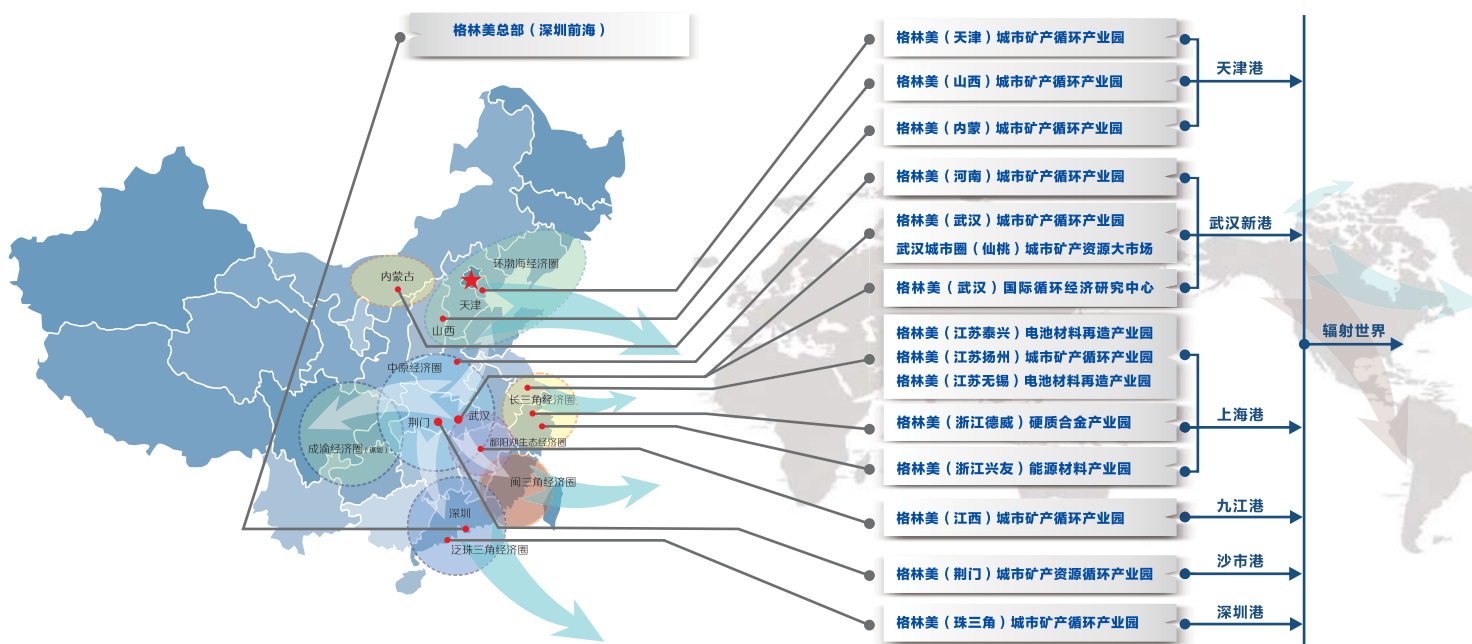 格林美总部（深圳前海）
内蒙古
环渤海经济圈
天津
山西
中原经济圈
长三角经济圈
武汉
荆门
鄱阳湖生态经济圈
成渝经济圈（谋划）
闽三角经济圈
深圳
泛珠三角经济圈
格林美（天津）城市矿产循环产业园
格林美（山西）城市矿产循环产业园
格林美（内蒙）城市矿产循环产业园
格林美（河南）城市矿产循环产业园
格林美（武汉）城市矿产循环产业园
武汉城市圈（仙桃）城市矿产资源大市场
格林美（武汉）国际循环经济研究中心
格林美（江苏泰兴）电池材料再造产业园
格林美（江苏扬州）城市矿产循环产业园
格林美（江苏无锡）电池材料再造产业园
格林美（浙江德威）硬质合金产业园
格林美（浙江兴友）能源材料产业园
格林美（江西）城市矿产循环产业园
格林美（荆门）城市矿产资源循环产业园
格林美（珠三角）城市矿产循环产业园
天津港
武汉新港
上海港
九江港
沙市港
深圳港
辐射世界